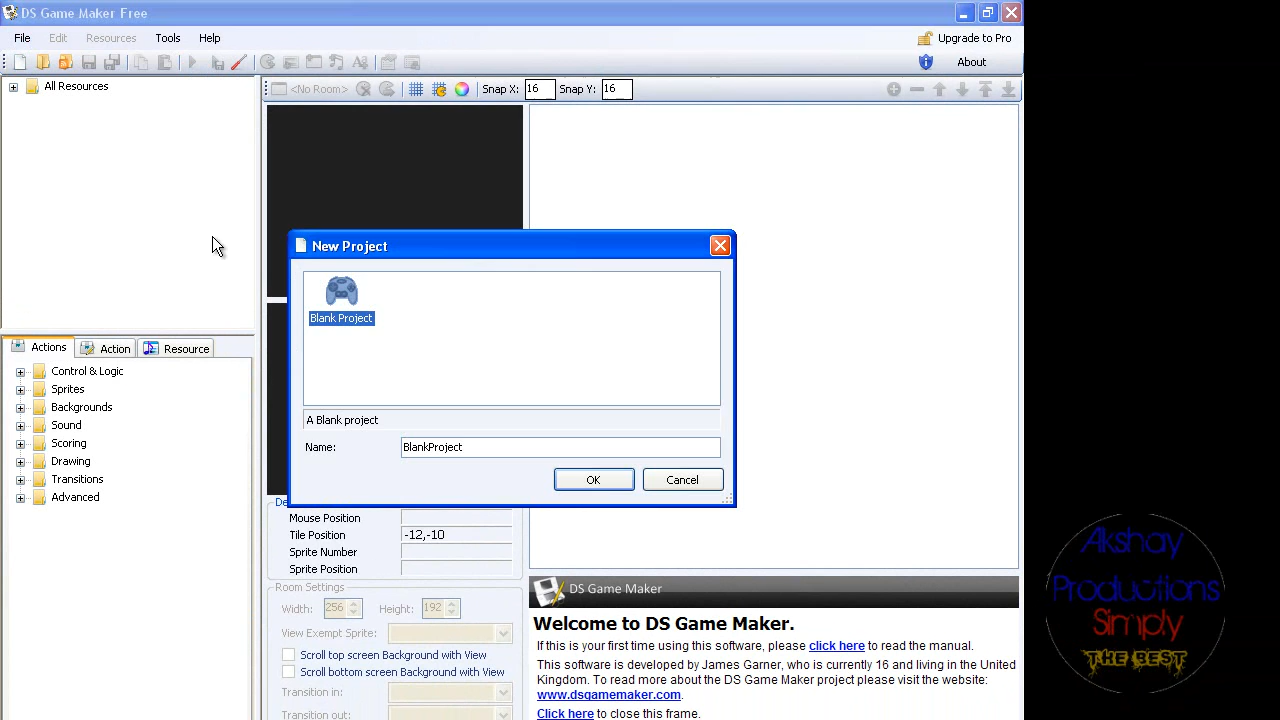 DS Game Maker Free
File Edit Resources Tools Help
Upgrade to Pro
About
All Resources
<No Room> Snap X: 16 Snap Y: 16
New Project
Blank Project
A Blank project
Name: BlankProject
OK Cancel
Actions Action Resource
Control & Logic
Sprites
Backgrounds
Sound
Scoring
Drawing
Transitions
Advanced
De
Mouse Position
Tile Position -12,-10
Sprite Number
Sprite Position
Room Settings
Width: 256 Height: 192
View Exempt Sprite:
Scroll top screen Background with View
Scroll bottom screen Background with View
Transition in:
Transition out:
DS Game Maker
Welcome to DS Game Maker.
If this is your first time using this software, please click here to read the manual.
This software is developed by James Garner, who is currently 16 and living in the United
Kingdom. To read more about the DS Game Maker project please visit the website:
www.dsgamemaker.com.
Click here to close this frame.
Akshay
Productions
Simply
THE BEST